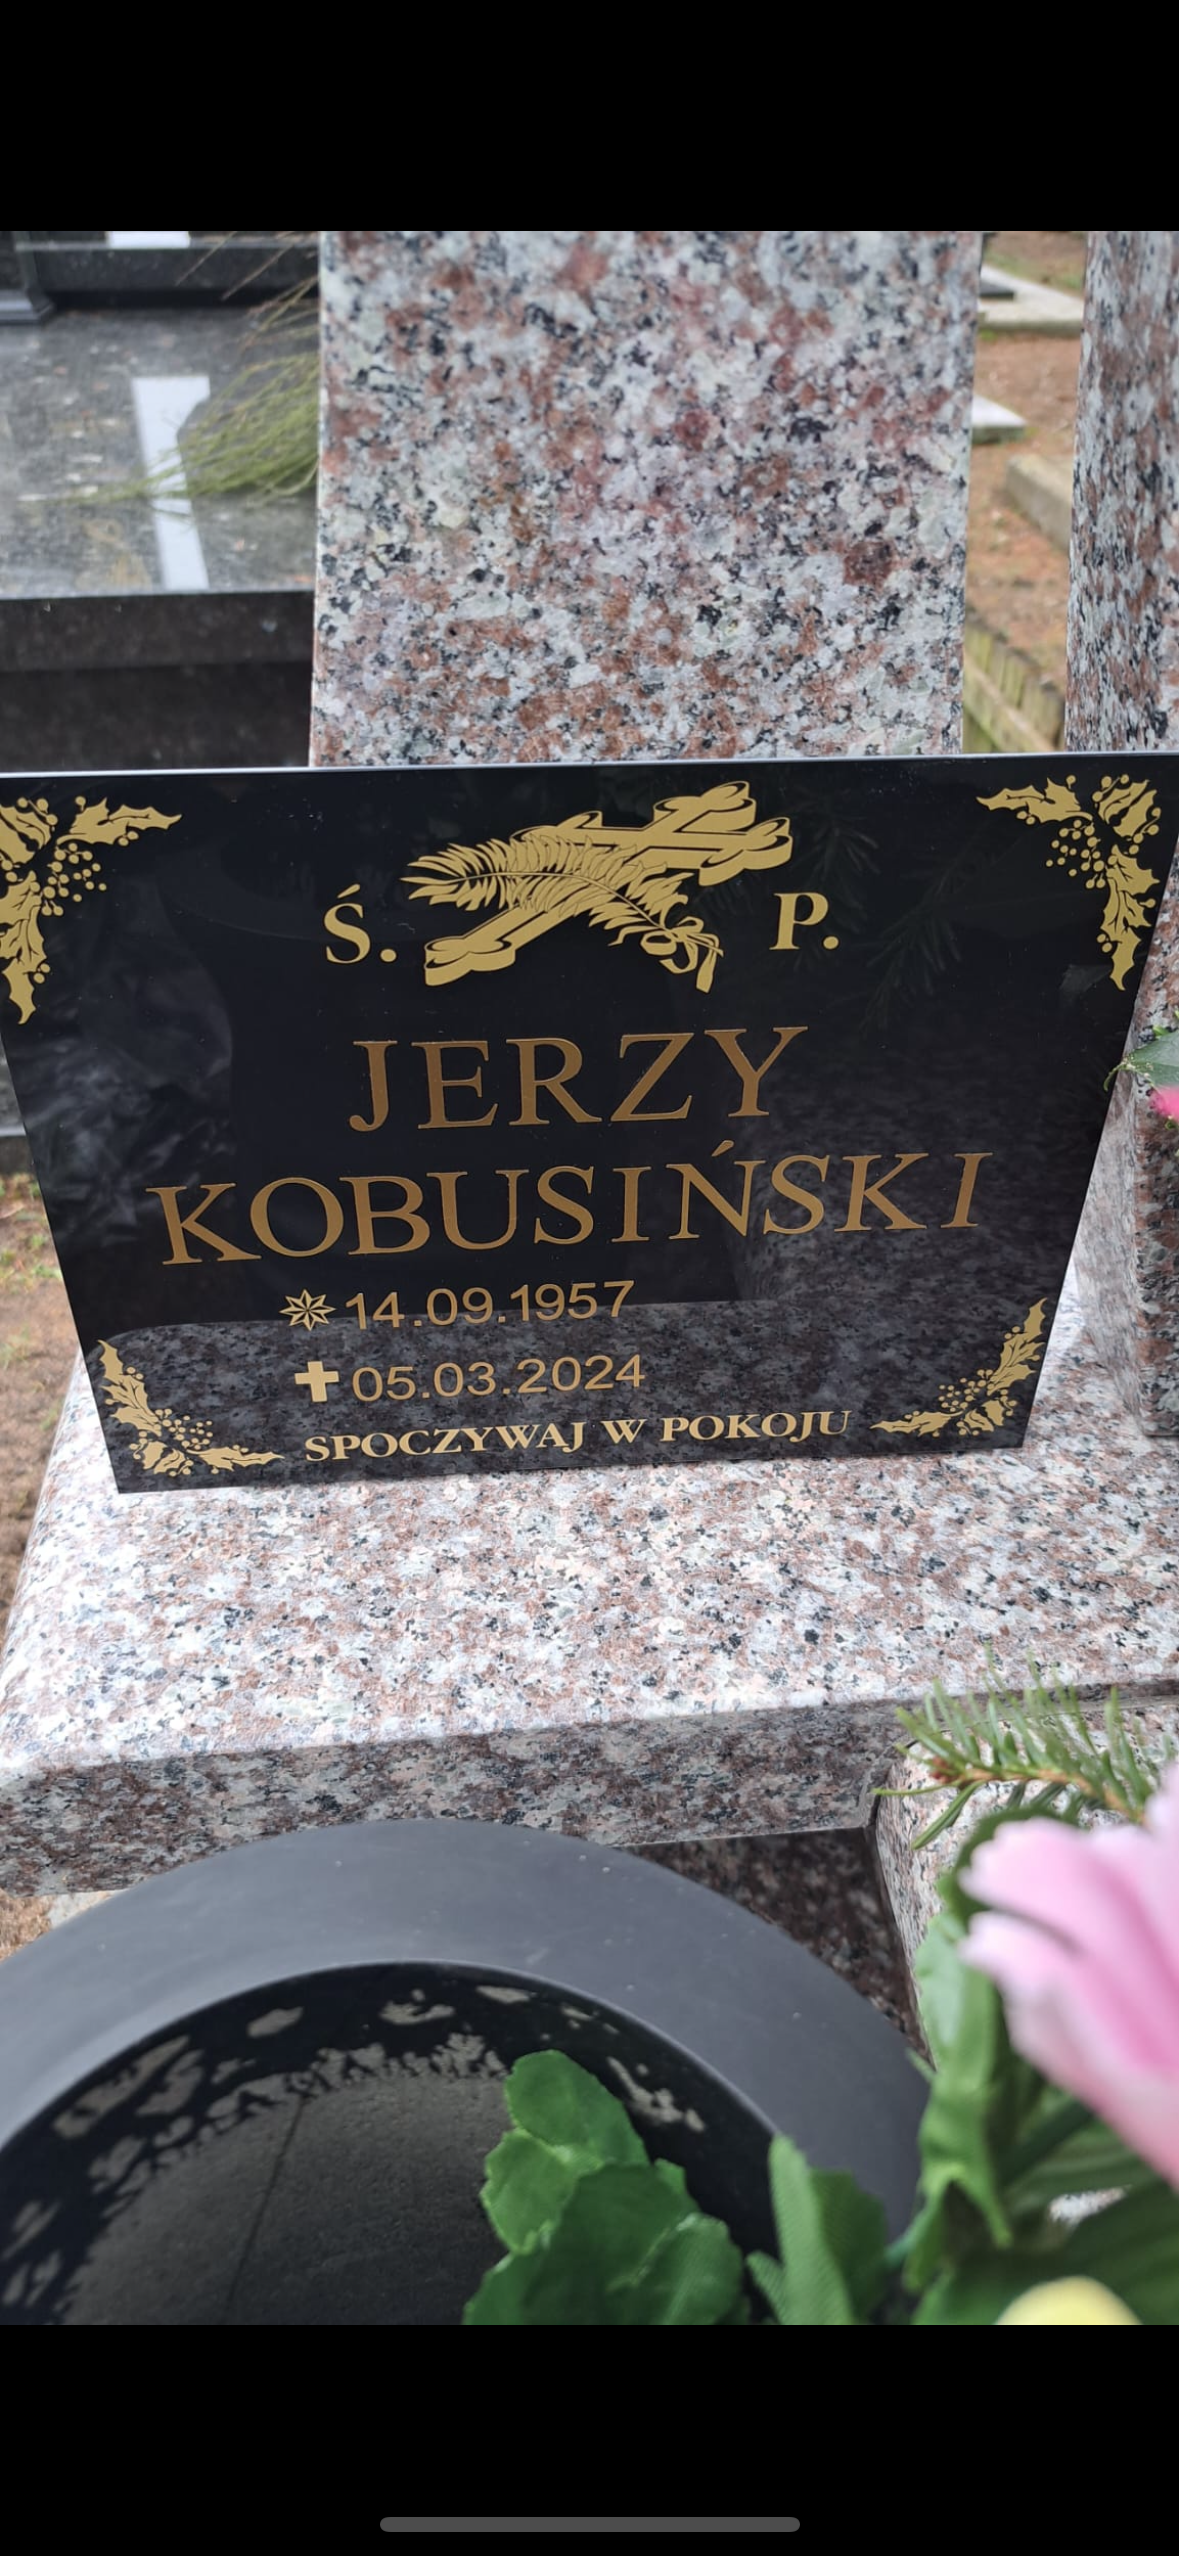 Ś. P.
JERZY
KOBUSIŃSKI
14.09.1957
05.03.2024
SPOCZYWAJ W POKOJU